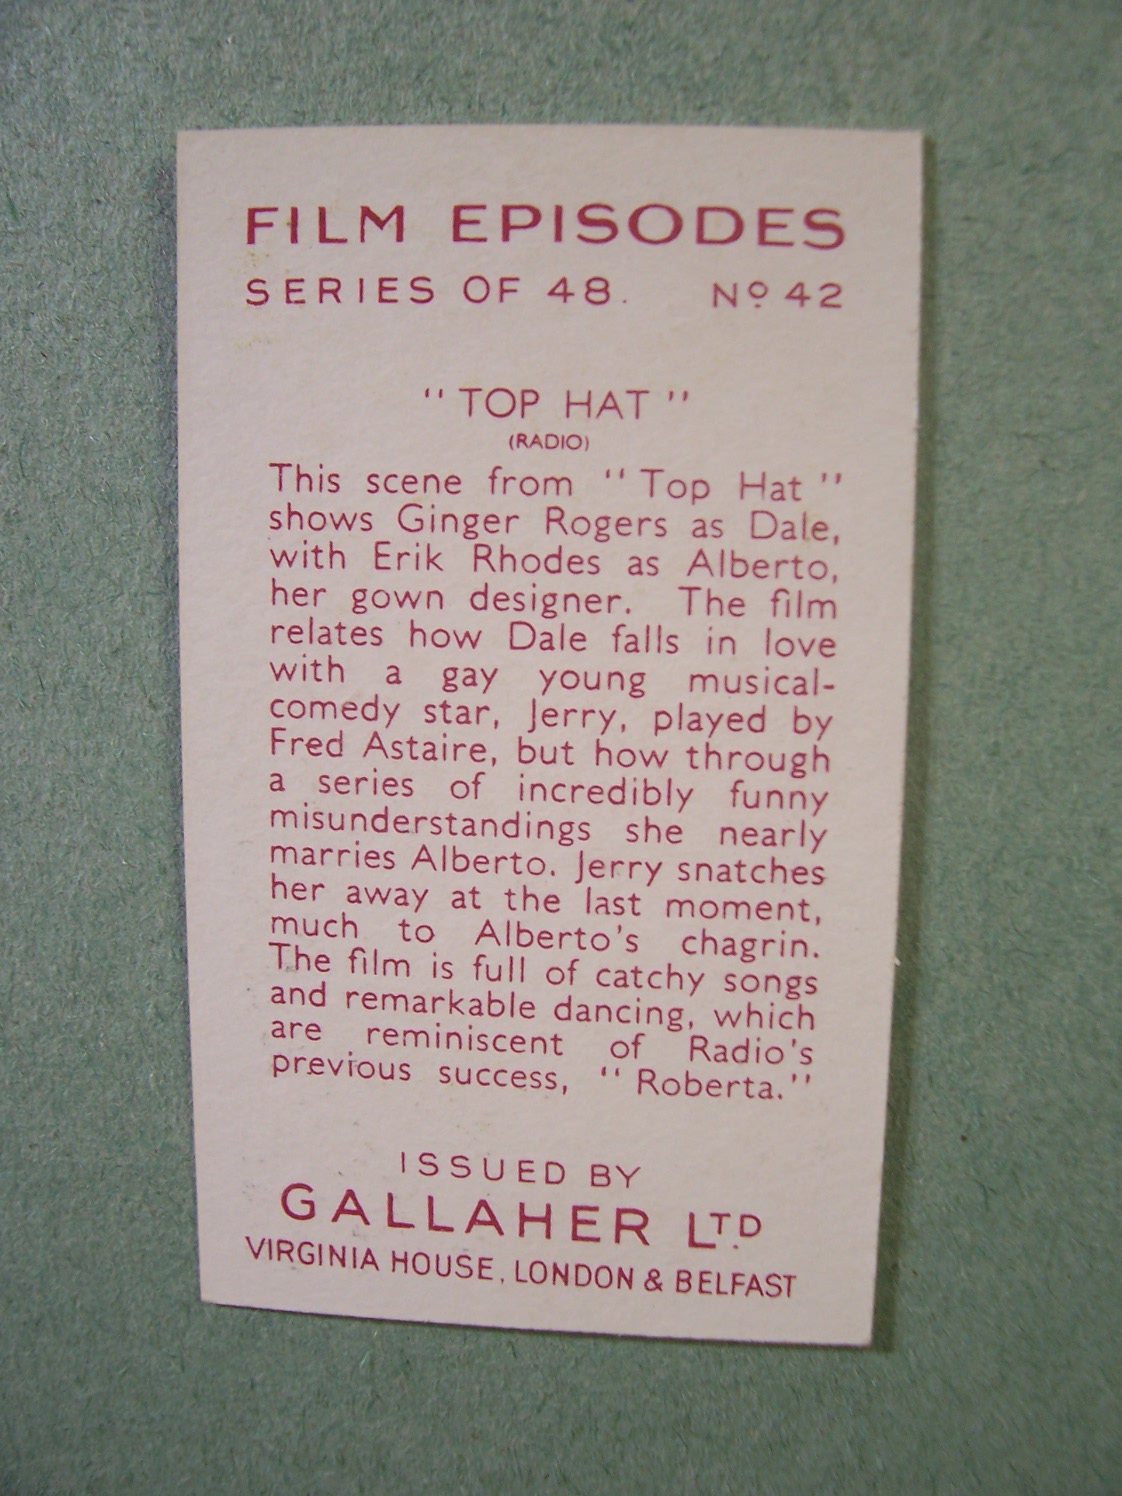 FILM EPISODES
SERIES OF 48. Nº 42
" TOP HAT "
(RADIO)
This scene from " Top Hat "
shows Ginger Rogers as Dale,
with Erik Rhodes as Alberto,
her gown designer. The film
relates how Dale falls in love
with a gay young musical-
comedy star, Jerry, played by
Fred Astaire, but how through
a series of incredibly funny
misunderstandings she nearly
marries Alberto. Jerry snatches
her away at the last moment,
much to Alberto's chagrin.
The film is full of catchy songs
and remarkable dancing, which
are reminiscent of Radio's
previous success, " Roberta."
ISSUED BY
GALLAHER LTD
VIRGINIA HOUSE, LONDON & BELFAST